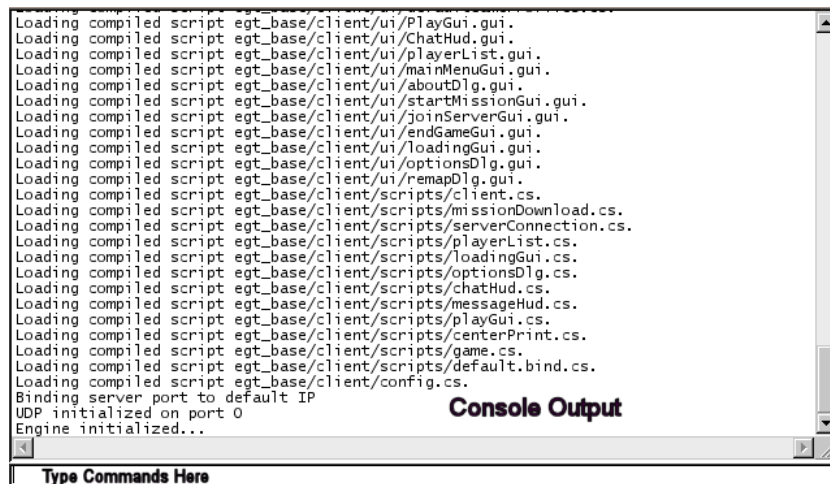 Loading compiled script egt_base/client/ui/PlayGui.gui.
Loading compiled script egt_base/client/ui/ChatHud.gui.
Loading compiled script egt_base/client/ui/playerList.gui.
Loading compiled script egt_base/client/ui/mainMenuGui.gui.
Loading compiled script egt_base/client/ui/aboutDlg.gui.
Loading compiled script egt_base/client/ui/startMissionGui.gui.
Loading compiled script egt_base/client/ui/joinServerGui.gui.
Loading compiled script egt_base/client/ui/endGameGui.gui.
Loading compiled script egt_base/client/ui/loadingGui.gui.
Loading compiled script egt_base/client/ui/optionsDlg.gui.
Loading compiled script egt_base/client/ui/remapDlg.gui.
Loading compiled script egt_base/client/scripts/client.cs.
Loading compiled script egt_base/client/scripts/missionDownload.cs.
Loading compiled script egt_base/client/scripts/serverConnection.cs.
Loading compiled script egt_base/client/scripts/playerList.cs.
Loading compiled script egt_base/client/scripts/loadingGui.cs.
Loading compiled script egt_base/client/scripts/optionsDlg.cs.
Loading compiled script egt_base/client/scripts/chatHud.cs.
Loading compiled script egt_base/client/scripts/messageHud.cs.
Loading compiled script egt_base/client/scripts/playGui.cs.
Loading compiled script egt_base/client/scripts/centerPrint.cs.
Loading compiled script egt_base/client/scripts/game.cs.
Loading compiled script egt_base/client/scripts/default.bind.cs.
Loading compiled script egt_base/client/config.cs.
Binding server port to default IP
UDP initialized on port 0
Engine initialized...
Console Output
Type Commands Here